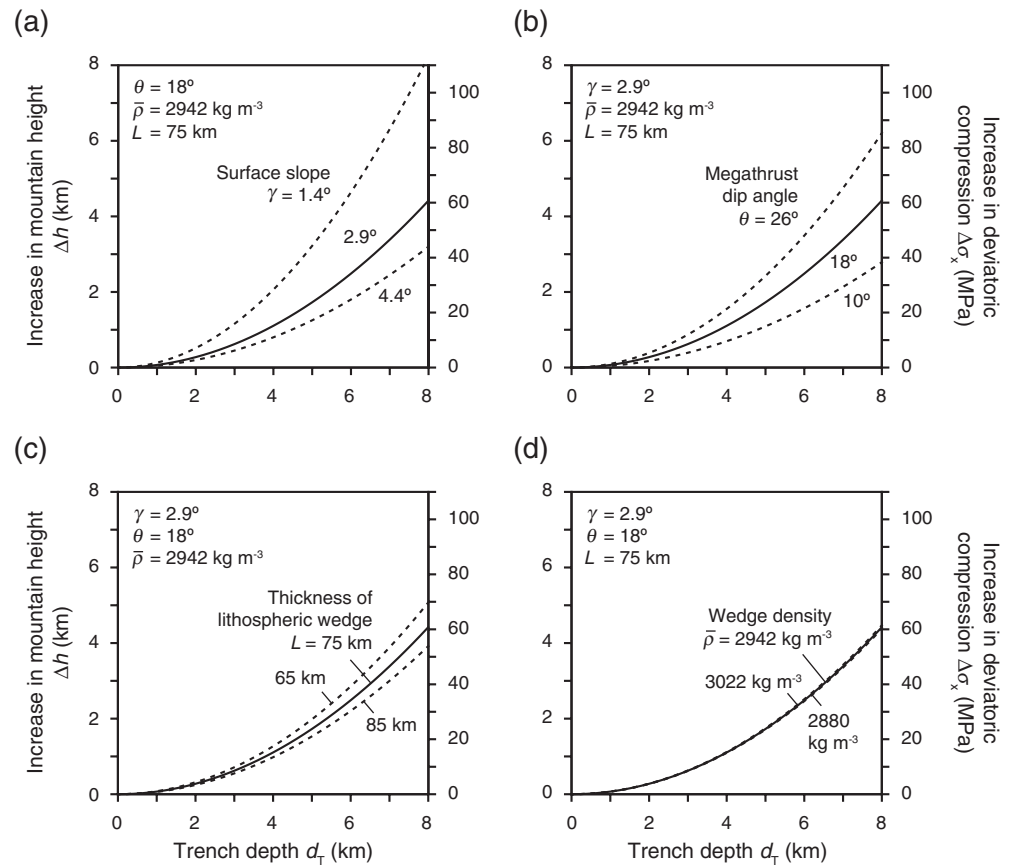 (a)
θ = 18º
ρ̅ = 2942 kg m⁻³
L = 75 km
Surface slope
γ = 1.4º
2.9º
4.4º
8
6
4
2
0
100
80
60
40
20
0
0 2 4 6 8
Increase in mountain height
Δh (km)
(b)
γ = 2.9º
ρ̅ = 2942 kg m⁻³
L = 75 km
Megathrust
dip angle
θ = 26º
18º
10º
8
6
4
2
0
100
80
60
40
20
0
0 2 4 6 8
Increase in deviatoric
compression Δσₓ (MPa)
(c)
γ = 2.9º
θ = 18º
ρ̅ = 2942 kg m⁻³
Thickness of
lithospheric wedge
L = 75 km
65 km
85 km
8
6
4
2
0
100
80
60
40
20
0
0 2 4 6 8
Increase in mountain height
Δh (km)
Trench depth d_T (km)
(d)
γ = 2.9º
θ = 18º
L = 75 km
Wedge density
ρ̅ = 2942 kg m⁻³
3022 kg m⁻³
2880
kg m⁻³
8
6
4
2
0
100
80
60
40
20
0
0 2 4 6 8
Increase in deviatoric
compression Δσₓ (MPa)
Trench depth d_T (km)